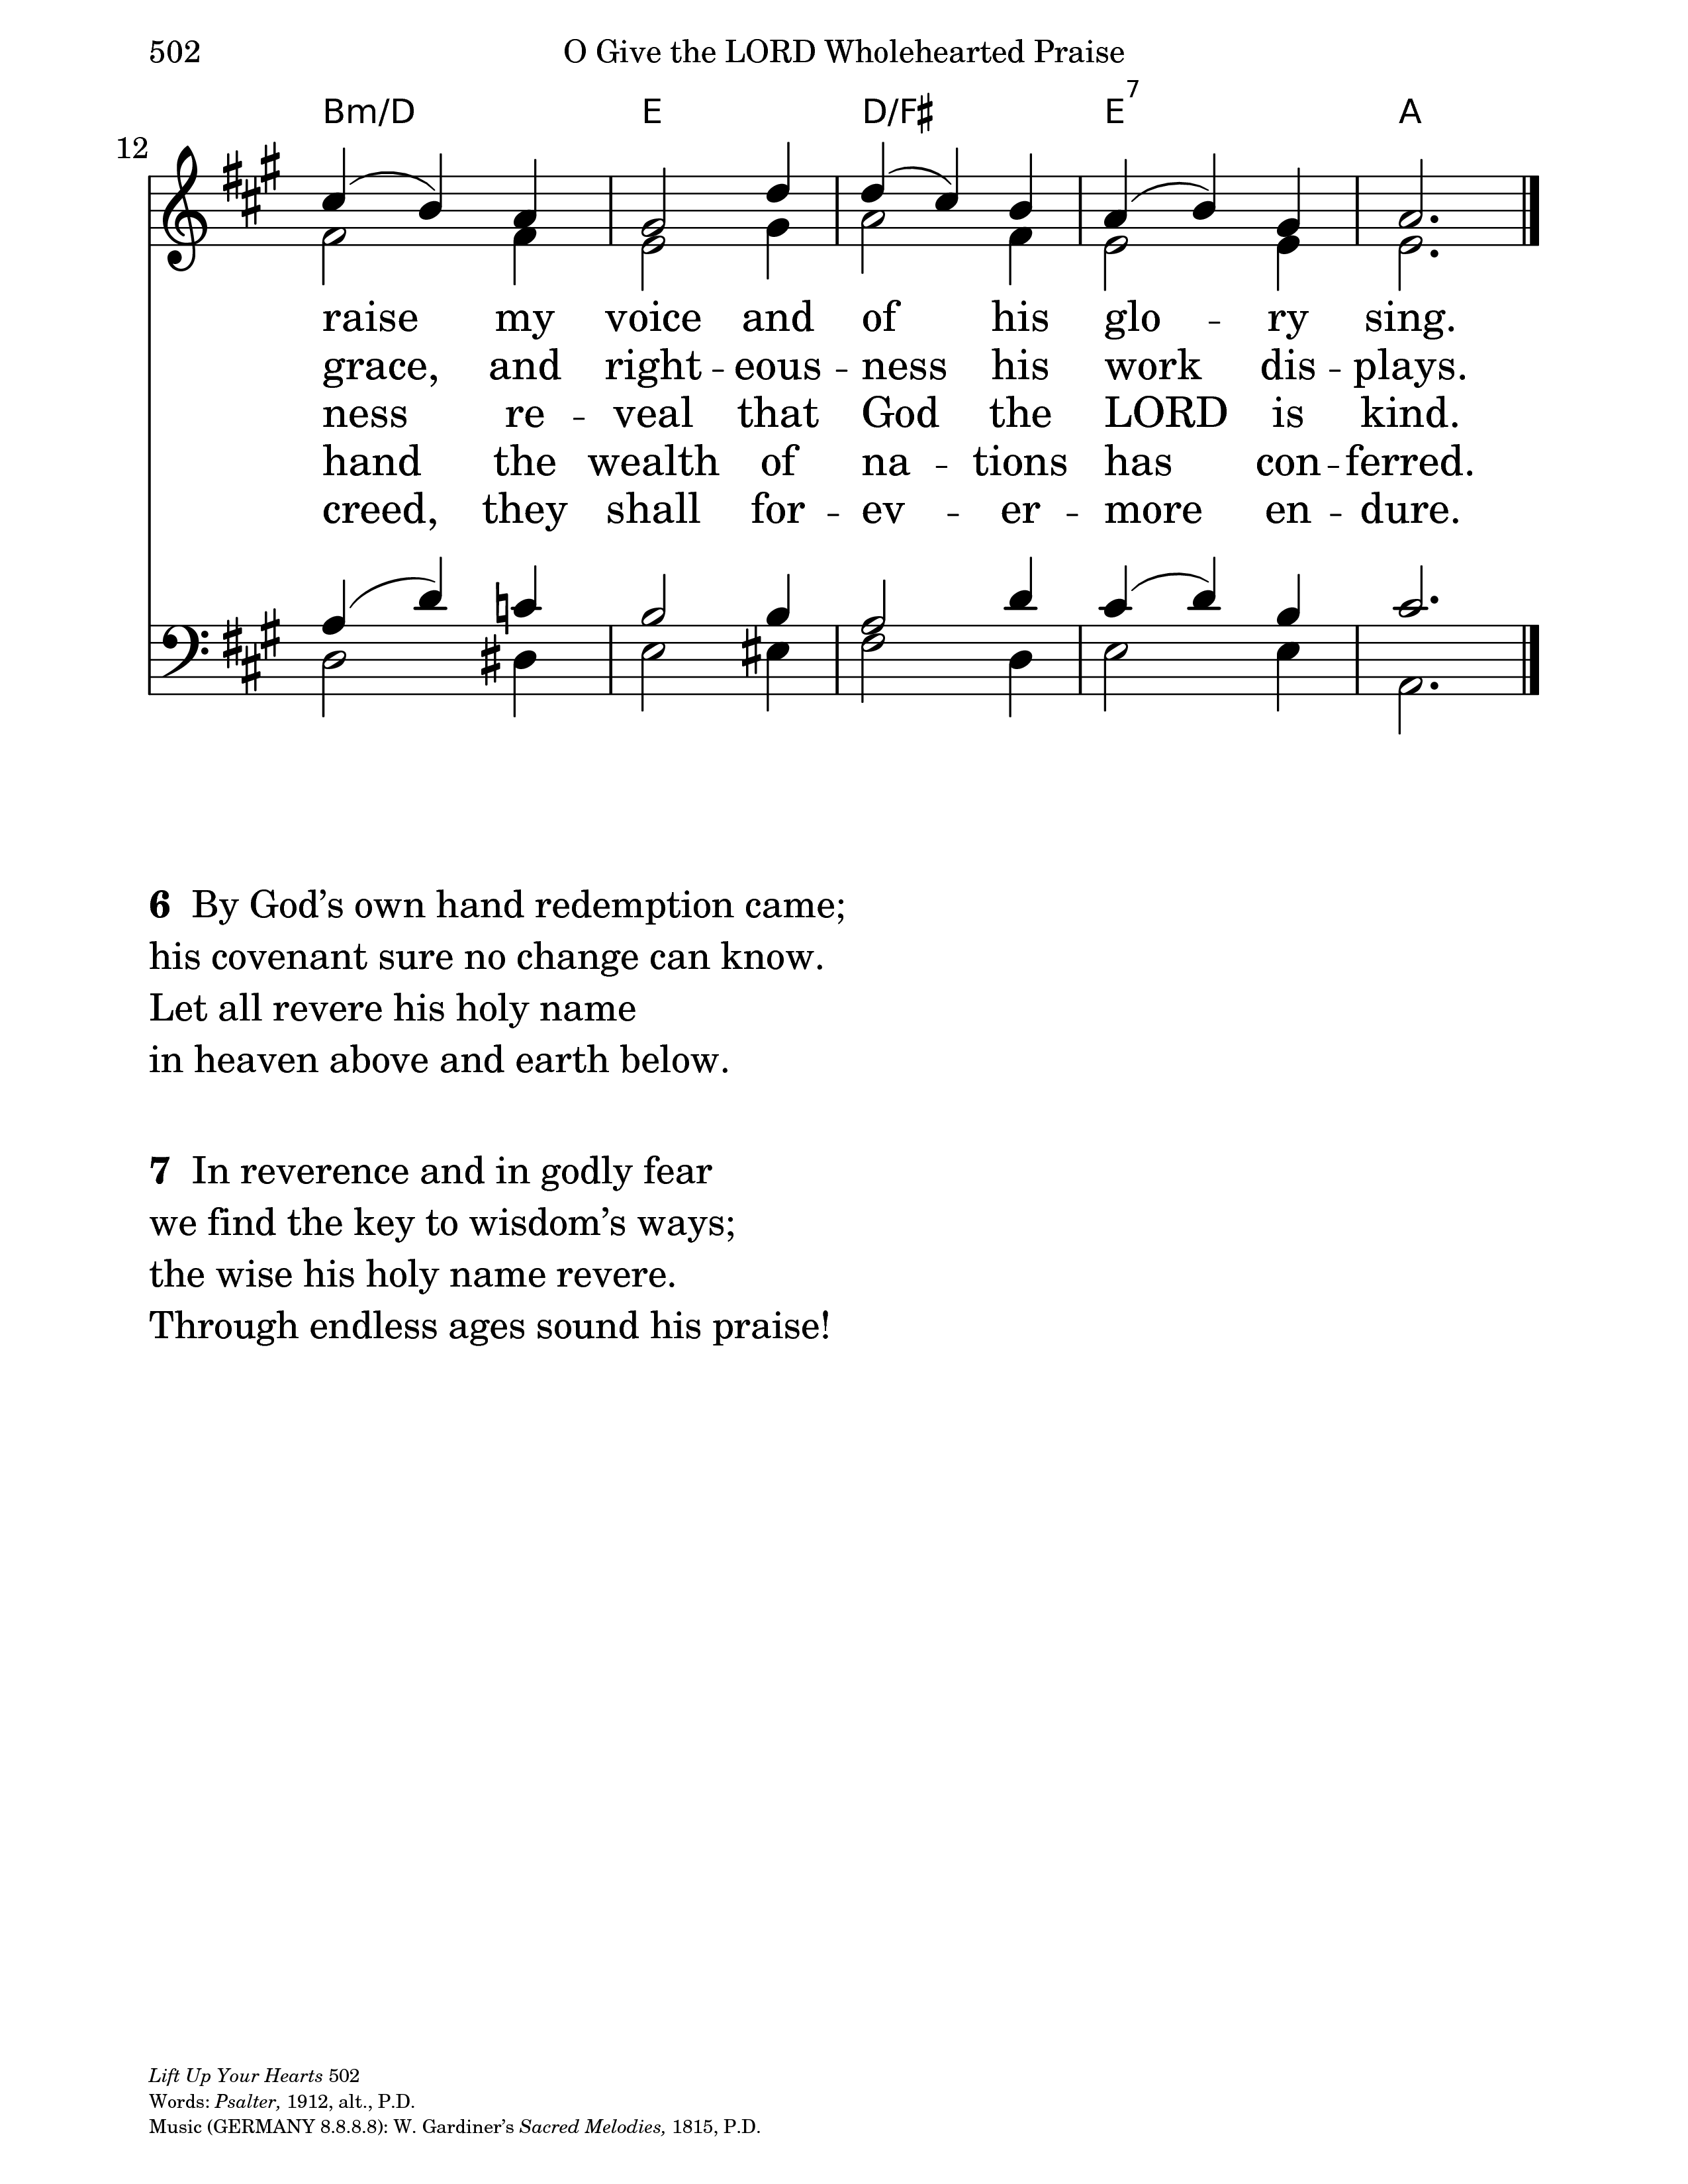 502 O Give the LORD Wholehearted Praise
Bm/D E D/F♯ E7 A
12
raise my voice and of his glo - ry sing.
grace, and right - eous - ness his work dis - plays.
ness re - veal that God the LORD is kind.
hand the wealth of na - tions has con - ferred.
creed, they shall for - ev - er - more en - dure.
6 By God’s own hand redemption came;
his covenant sure no change can know.
Let all revere his holy name
in heaven above and earth below.
7 In reverence and in godly fear
we find the key to wisdom’s ways;
the wise his holy name revere.
Through endless ages sound his praise!
Lift Up Your Hearts 502
Words: Psalter, 1912, alt., P.D.
Music (GERMANY 8.8.8.8): W. Gardiner’s Sacred Melodies, 1815, P.D.